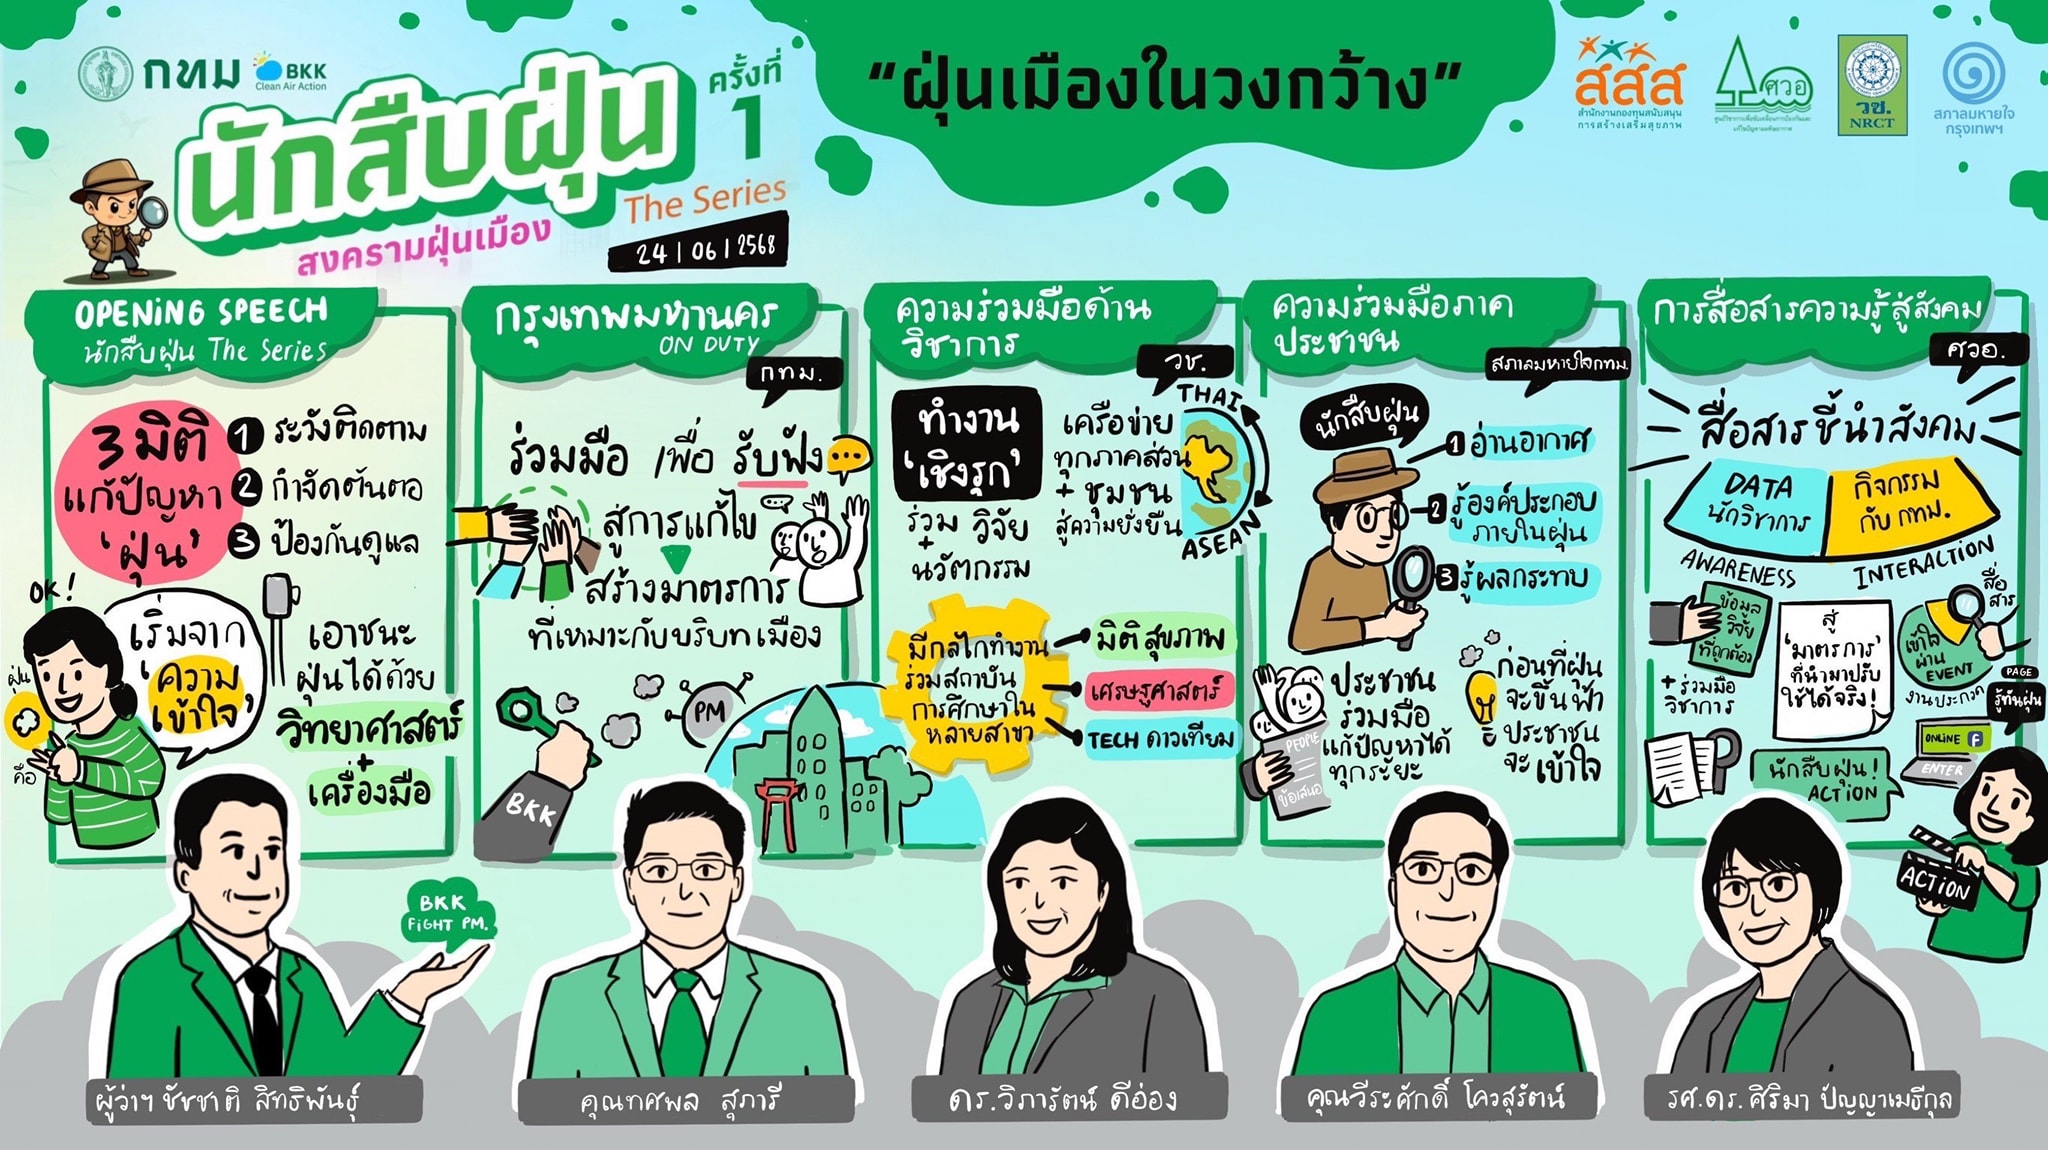 กทม
BKK
Clean Air Action
นักสืบฝุ่น
ครั้งที่
1
The Series
สงครามฝุ่นเมือง
24 | 06 | 2568
“ฝุ่นเมืองในวงกว้าง”
สสส
สำนักงานกองทุนสนับสนุน
การสร้างเสริมสุขภาพ
ศวอ
วช.
NRCT
สภาลมหายใจ
กรุงเทพฯ
OPENING SPEECH
นักสืบฝุ่น The Series
3 มิติ
แก้ปัญหา
'ฝุ่น'
1 ระวังติดตาม
2 กำจัดต้นตอ
3 ป้องกันดูแล
OK!
ฝุ่น
คือ
เริ่มจาก
'ความ
เข้าใจ'
เอาชนะ
ฝุ่นได้ด้วย
วิทยาศาสตร์
+
เครื่องมือ
กรุงเทพมหานคร
ON DUTY
กทม.
ร่วมมือ เพื่อ รับฟัง
สู่การแก้ไข
สร้างมาตรการ
ที่เหมาะกับบริบทเมือง
PM
BKK
ความร่วมมือด้าน
วิชาการ
วช.
ทำงาน
'เชิงรุก'
ร่วม วิจัย
+
นวัตกรรม
เครือข่าย
ทุกภาคส่วน
+ ชุมชน
สู่ความยั่งยืน
THAI
ASEAN
มีกลไกทำงาน
ร่วมสถาบัน
การศึกษาใน
หลายสาขา
มิติสุขภาพ
เศรษฐศาสตร์
TECH ดาวเทียม
ความร่วมมือภาค
ประชาชน
สภาลมหายใจกทม.
นักสืบฝุ่น
1 อ่านอากาศ
2 รู้องค์ประกอบ
ภายในฝุ่น
3 รู้ผลกระทบ
PEOPLE
ข้อเสนอ
ประชาชน
ร่วมมือ
แก้ปัญหาได้
ทุกระยะ
ก่อนที่ฝุ่น
จะขึ้นฟ้า
ประชาชน
จะเข้าใจ
การสื่อสารความรู้สู่สังคม
ศวอ.
สื่อสารชี้นำสังคม
DATA
นักวิชาการ
กิจกรรม
กับ กทม.
AWARENESS
INTERACTION
ข้อมูล
วิจัย
ที่ถูกต้อง
+ ร่วมมือ
วิชาการ
สู่
'มาตรการ'
ที่นำมาปรับ
ใช้ได้จริง!
สื่อ
สาร
เข้าใจ
ผ่าน
EVENT
งานประกวด
PAGE
รู้ทันฝุ่น
ONLINE f
ENTER
นักสืบฝุ่น!
ACTION
ACTION
BKK
FIGHT PM.
ผู้ว่าฯ ชัชชาติ สิทธิพันธุ์
คุณทศพล สุภารี
ดร.วิภารัตน์ ดีอ่อง
คุณวีระศักดิ์ โควสุรัตน์
รศ.ดร.ศิริมา ปัญญาเมธีกุล